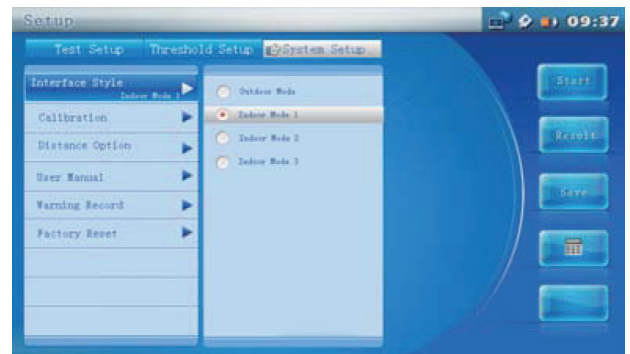 Setup
09:37
Test Setup
Threshold Setup
System Setup
Interface Style
Indoor Mode 1
Calibration
Distance Option
User Manual
Warning Record
Factory Reset
Outdoor Mode
Indoor Mode 1
Indoor Mode 2
Indoor Mode 3
Start
Result
Save